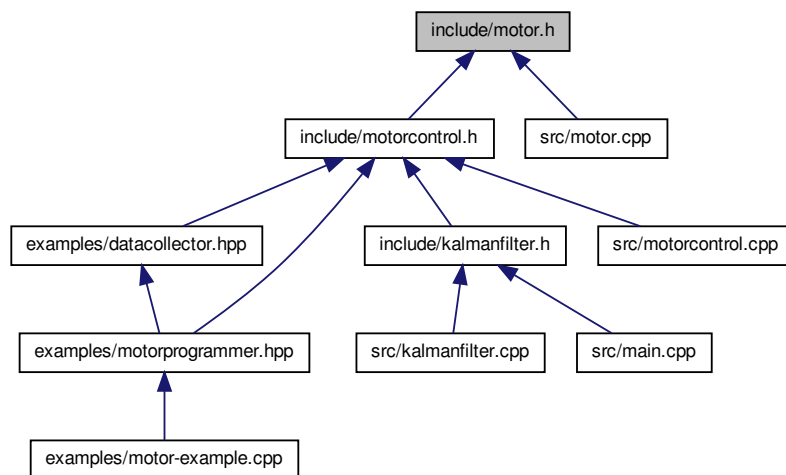 include/motor.h
include/motorcontrol.h
src/motor.cpp
examples/datacollector.hpp
include/kalmanfilter.h
src/motorcontrol.cpp
examples/motorprogrammer.hpp
src/kalmanfilter.cpp
src/main.cpp
examples/motor-example.cpp